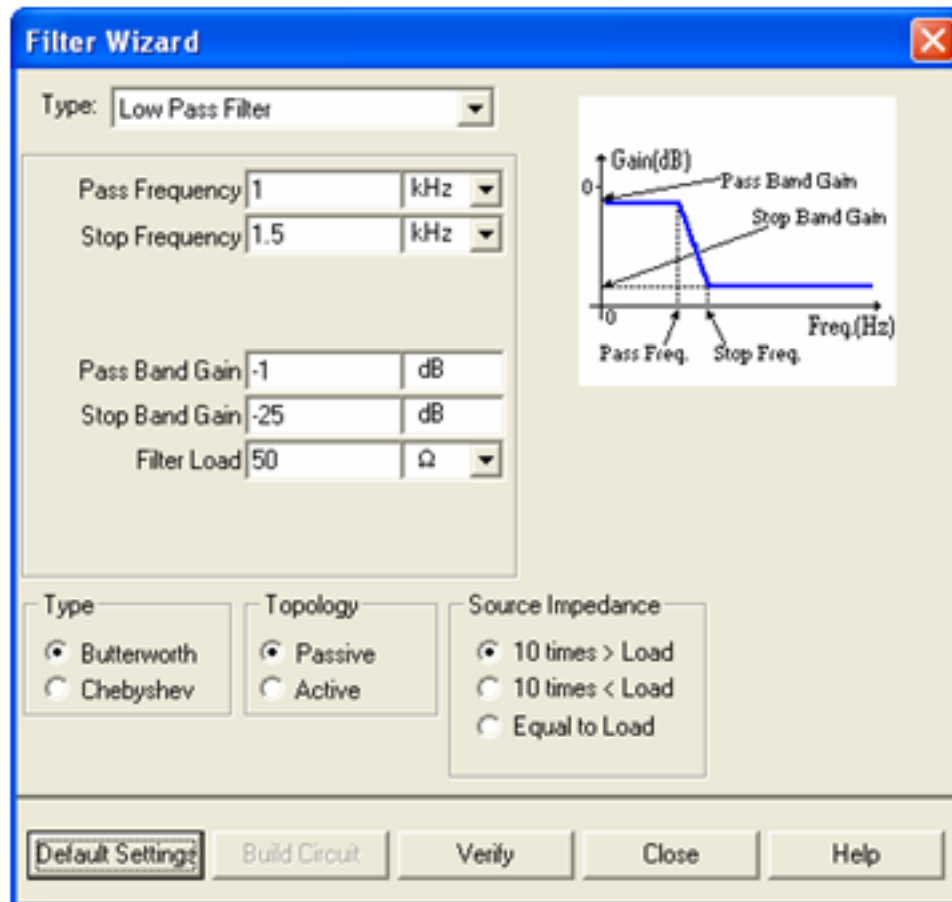 Filter Wizard
Type: Low Pass Filter
Pass Frequency 1 kHz
Stop Frequency 1.5 kHz
Pass Band Gain -1 dB
Stop Band Gain -25 dB
Filter Load 50 Ω
Gain(dB)
0
Pass Band Gain
Stop Band Gain
0
Freq.(Hz)
Pass Freq. Stop Freq.
Type
Butterworth
Chebyshev
Topology
Passive
Active
Source Impedance
10 times > Load
10 times < Load
Equal to Load
Default Settings Build Circuit Verify Close Help